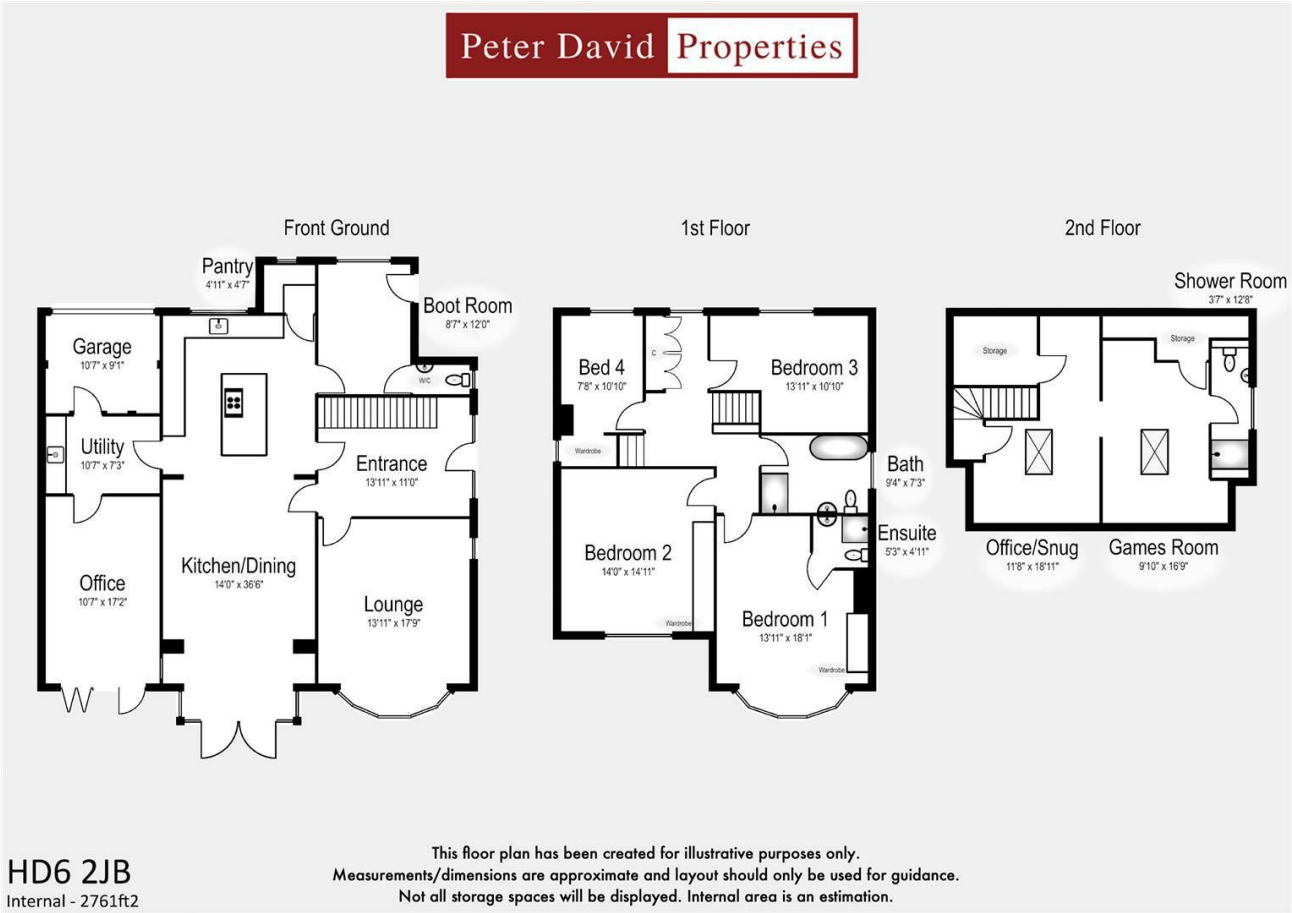 Peter David Properties
Front Ground
1st Floor
2nd Floor
Pantry
4'11" x 4'7"
Boot Room
8'7" x 12'0"
Garage
10'7" x 9'1"
W/C
Utility
10'7" x 7'3"
Entrance
13'11" x 11'0"
Office
10'7" x 17'2"
Kitchen/Dining
14'0" x 36'6"
Lounge
13'11" x 17'9"
Bed 4
7'8" x 10'10"
C
Bedroom 3
13'11" x 10'10"
Wardrobe
Bath
9'4" x 7'3"
Ensuite
5'3" x 4'11"
Bedroom 2
14'0" x 14'11"
Wardrobe
Bedroom 1
13'11" x 18'1"
Wardrobe
Shower Room
3'7" x 12'8"
Storage
Storage
Office/Snug
11'8" x 18'11"
Games Room
9'10" x 16'9"
HD6 2JB
Internal - 2761ft2
This floor plan has been created for illustrative purposes only.
Measurements/dimensions are approximate and layout should only be used for guidance.
Not all storage spaces will be displayed. Internal area is an estimation.